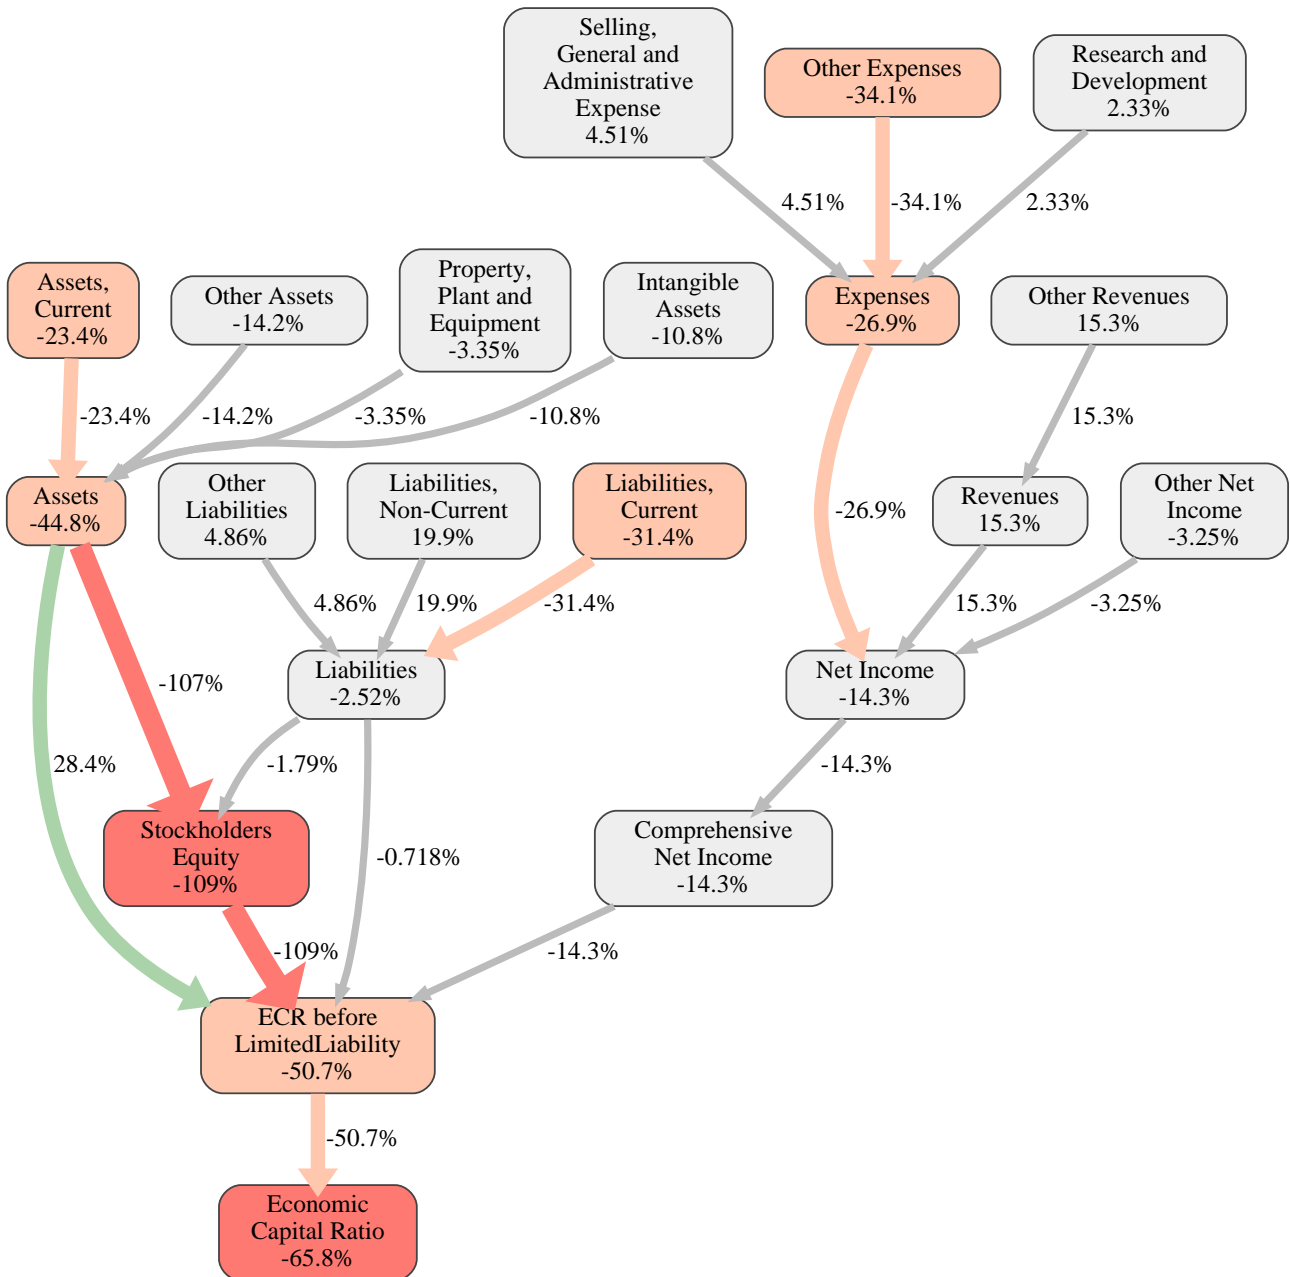 Selling,
General and
Administrative
Expense
4.51%
Other Expenses
-34.1%
Research and
Development
2.33%
4.51%
-34.1%
2.33%
Assets,
Current
-23.4%
Other Assets
-14.2%
Property,
Plant and
Equipment
-3.35%
Intangible
Assets
-10.8%
Expenses
-26.9%
Other Revenues
15.3%
-23.4%
-14.2%
-3.35%
-10.8%
15.3%
Assets
-44.8%
Other
Liabilities
4.86%
Liabilities,
Non-Current
19.9%
Liabilities,
Current
-31.4%
-26.9%
Revenues
15.3%
Other Net
Income
-3.25%
4.86%
19.9%
-31.4%
15.3%
-3.25%
-107%
Liabilities
-2.52%
Net Income
-14.3%
28.4%
-1.79%
-14.3%
Stockholders
Equity
-109%
-0.718%
Comprehensive
Net Income
-14.3%
-109%
-14.3%
ECR before
LimitedLiability
-50.7%
-50.7%
Economic
Capital Ratio
-65.8%